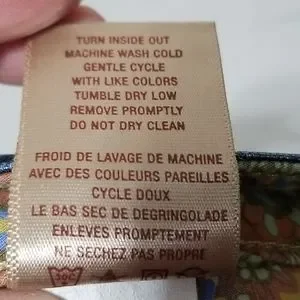 TURN INSIDE OUT
MACHINE WASH COLD
GENTLE CYCLE
WITH LIKE COLORS
TUMBLE DRY LOW
REMOVE PROMPTLY
DO NOT DRY CLEAN
FROID DE LAVAGE DE MACHINE
AVEC DES COULEURS PAREILLES
CYCLE DOUX
LE BAS SEC DE DEGRINGOLADE
ENLEVES PROMPTEMENT
NE SECHEZ PAS PROPRE